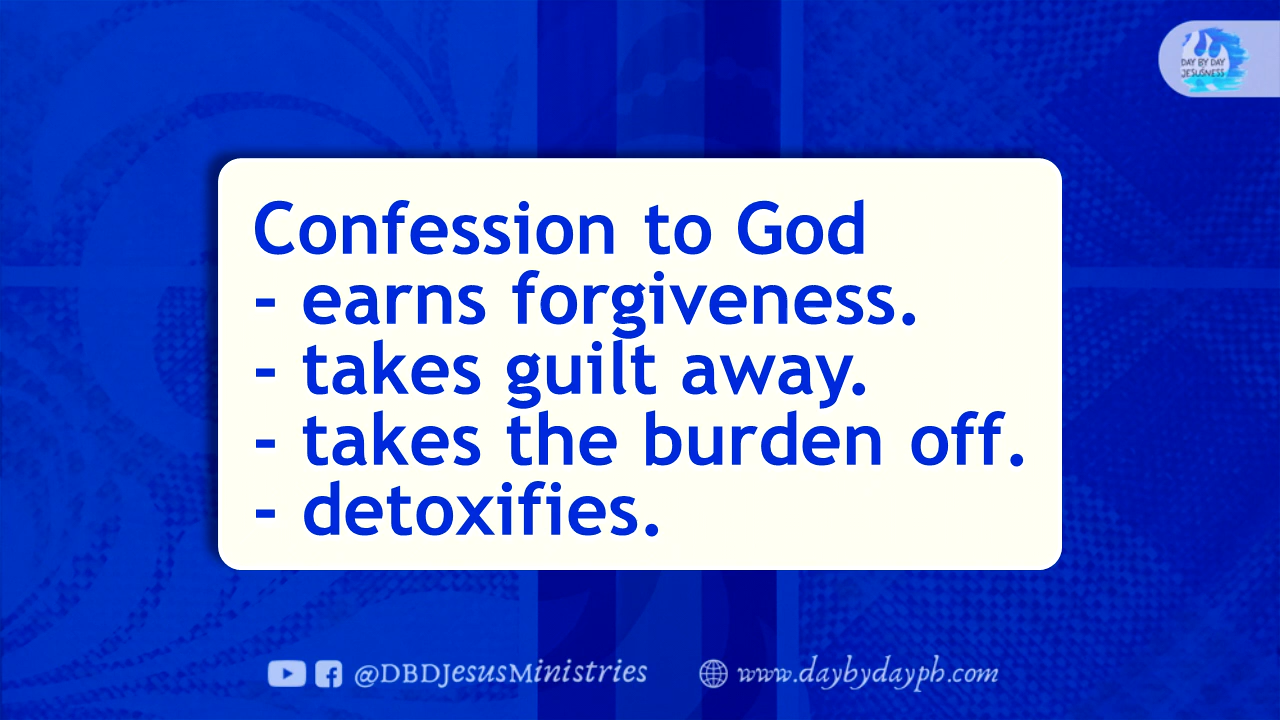 DAY BY DAY
JESUSNESS
Confession to God
- earns forgiveness.
- takes guilt away.
- takes the burden off.
- detoxifies.
@DBDJesusMinistries
www.daybydayph.com